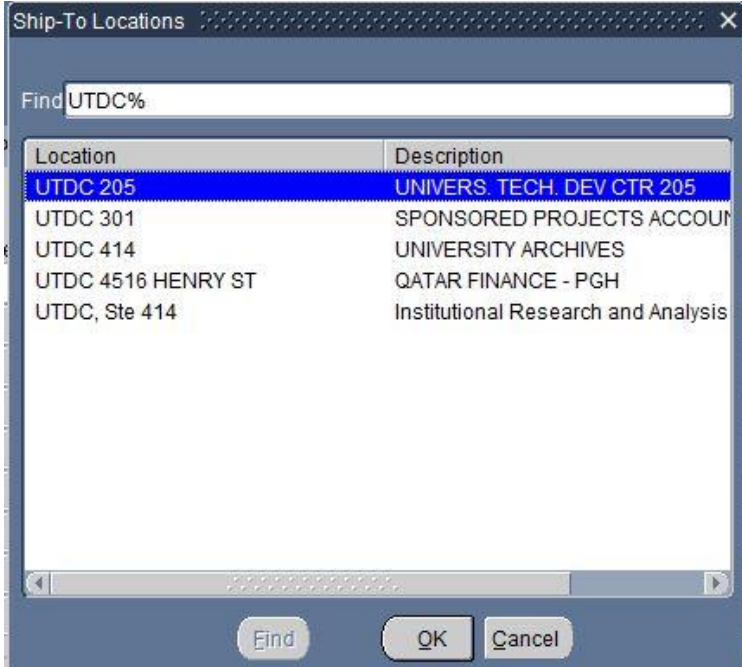 Ship-To Locations
Find UTDC%
Location Description
UTDC 205 UNIVERS. TECH. DEV CTR 205
UTDC 301 SPONSORED PROJECTS ACCOUN
UTDC 414 UNIVERSITY ARCHIVES
UTDC 4516 HENRY ST QATAR FINANCE - PGH
UTDC, Ste 414 Institutional Research and Analysis
Find OK Cancel